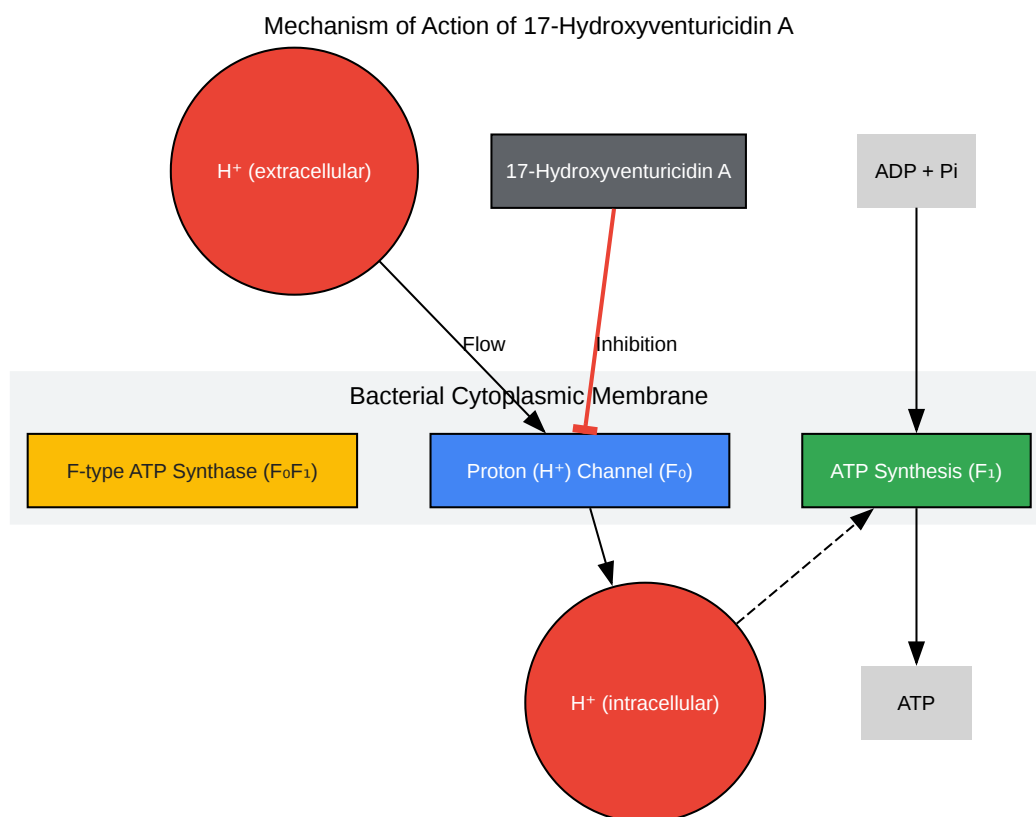 Mechanism of Action of 17-Hydroxyventuricidin A
H⁺ (extracellular)
17-Hydroxyventuricidin A
ADP + Pi
Flow
Inhibition
Bacterial Cytoplasmic Membrane
F-type ATP Synthase (F₀F₁)
Proton (H⁺) Channel (F₀)
ATP Synthesis (F₁)
H⁺ (intracellular)
ATP